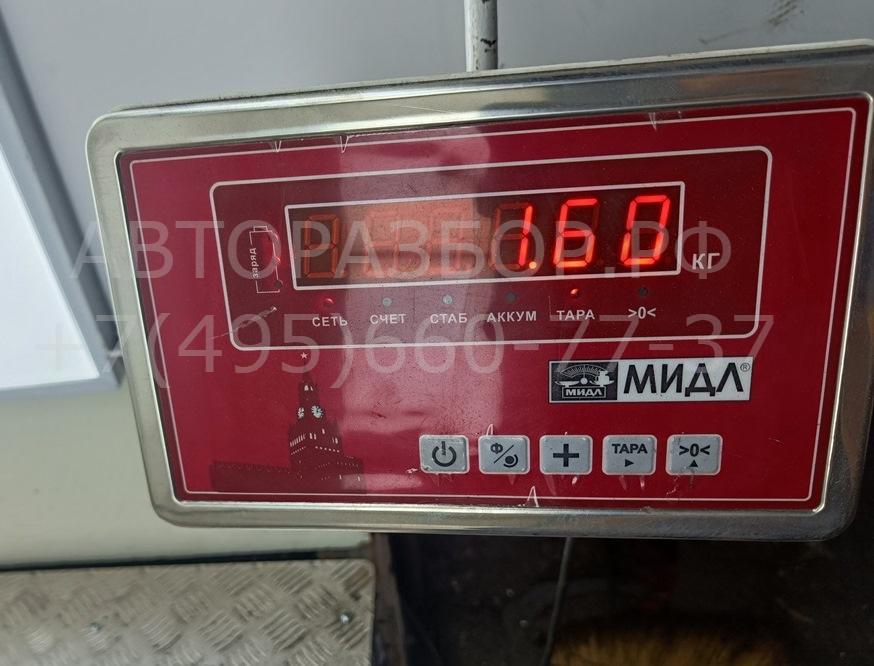 1.60
КГ
заряд
АВТОРАЗБОР.РФ
СЕТЬ СЧЕТ СТАБ АККУМ ТАРА >0<
+7(495)660-77-37
МИДЛ МИДЛ®
Ф + ТАРА >0<